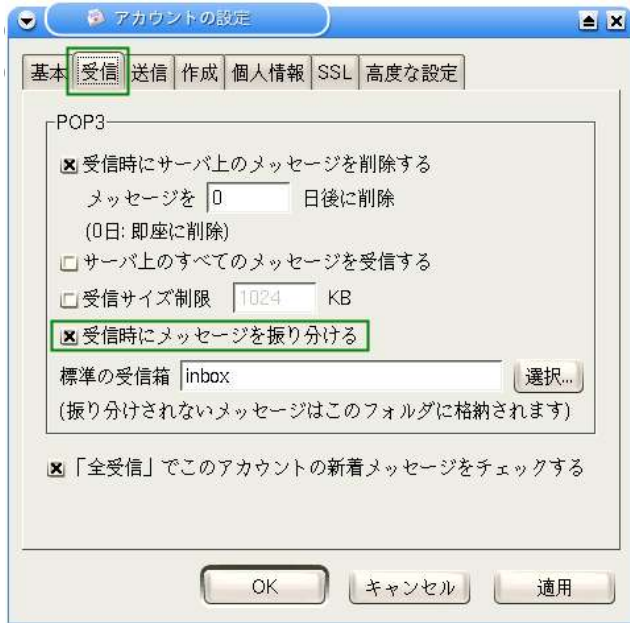 アカウントの設定
基本 受信 送信 作成 個人情報 SSL 高度な設定
POP3
受信時にサーバ上のメッセージを削除する
メッセージを 0 日後に削除
(0日: 即座に削除)
サーバ上のすべてのメッセージを受信する
受信サイズ制限 1024 KB
受信時にメッセージを振り分ける
標準の受信箱 inbox 選択...
(振り分けされないメッセージはこのフォルダに格納されます)
「全受信」でこのアカウントの新着メッセージをチェックする
OK キャンセル 適用